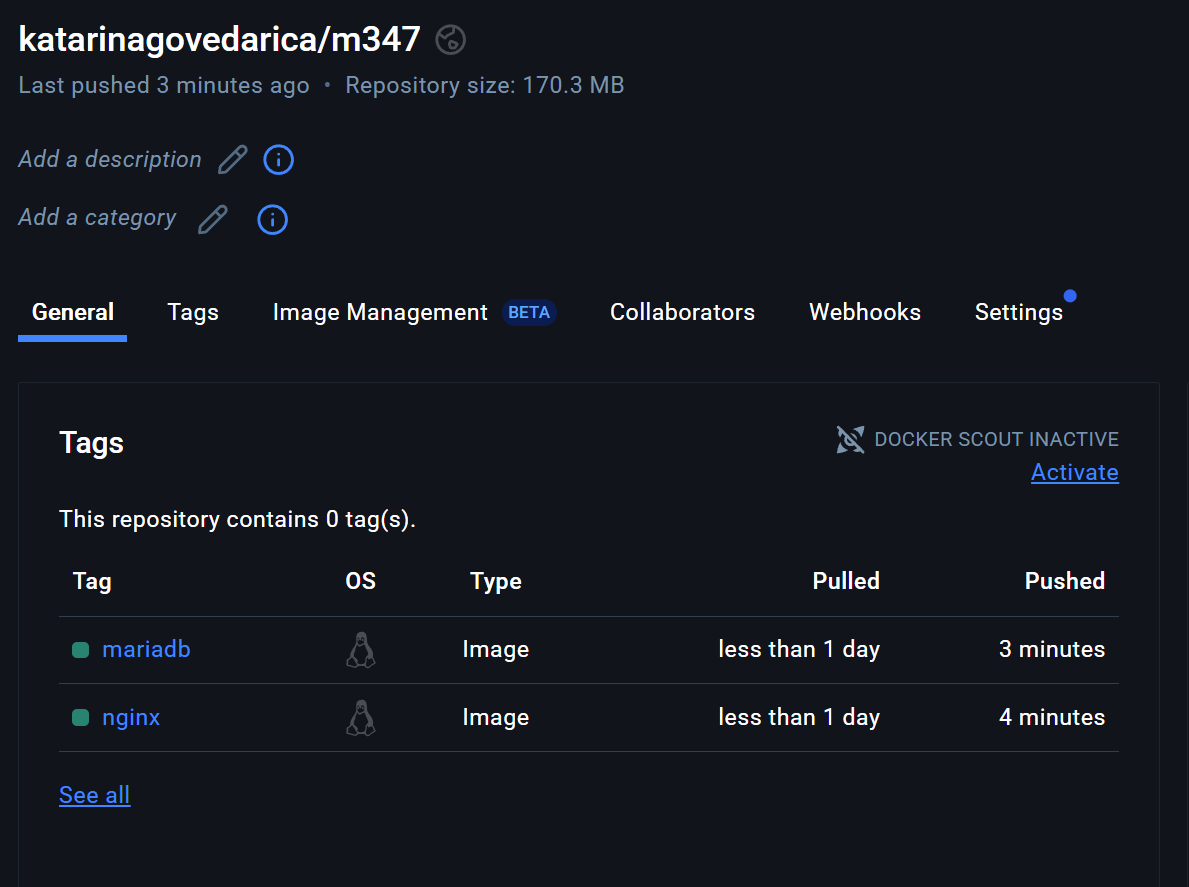 katarinagovedarica/m347
Last pushed 3 minutes ago • Repository size: 170.3 MB
Add a description
Add a category
General Tags Image Management BETA Collaborators Webhooks Settings
Tags
DOCKER SCOUT INACTIVE
Activate
This repository contains 0 tag(s).
Tag OS Type Pulled Pushed
mariadb Image less than 1 day 3 minutes
nginx Image less than 1 day 4 minutes
See all